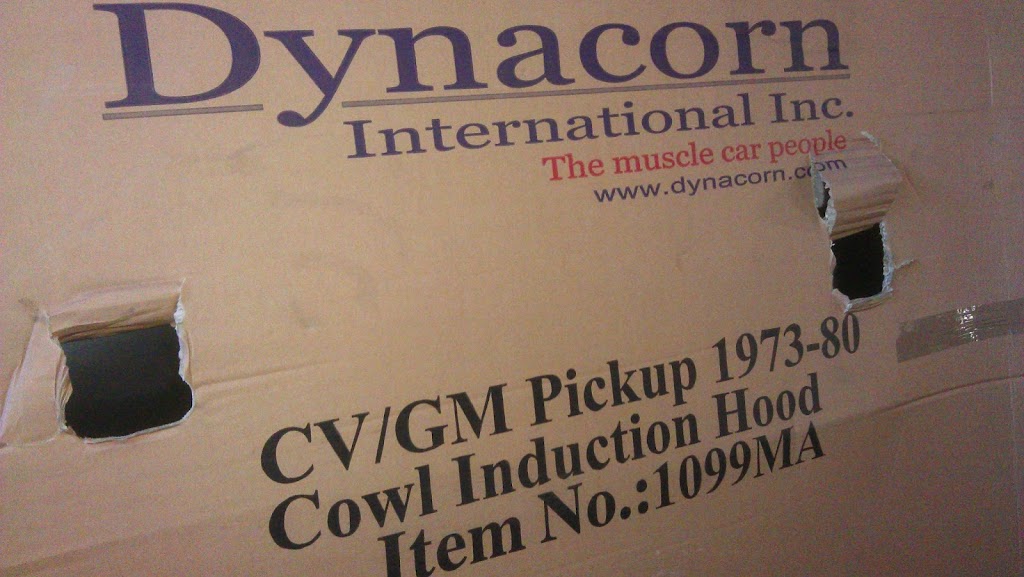 Dynacorn
International Inc.
The muscle car people
www.dynacorn.com
CV/GM Pickup 1973-80
Cowl Induction Hood
Item No.:1099MA